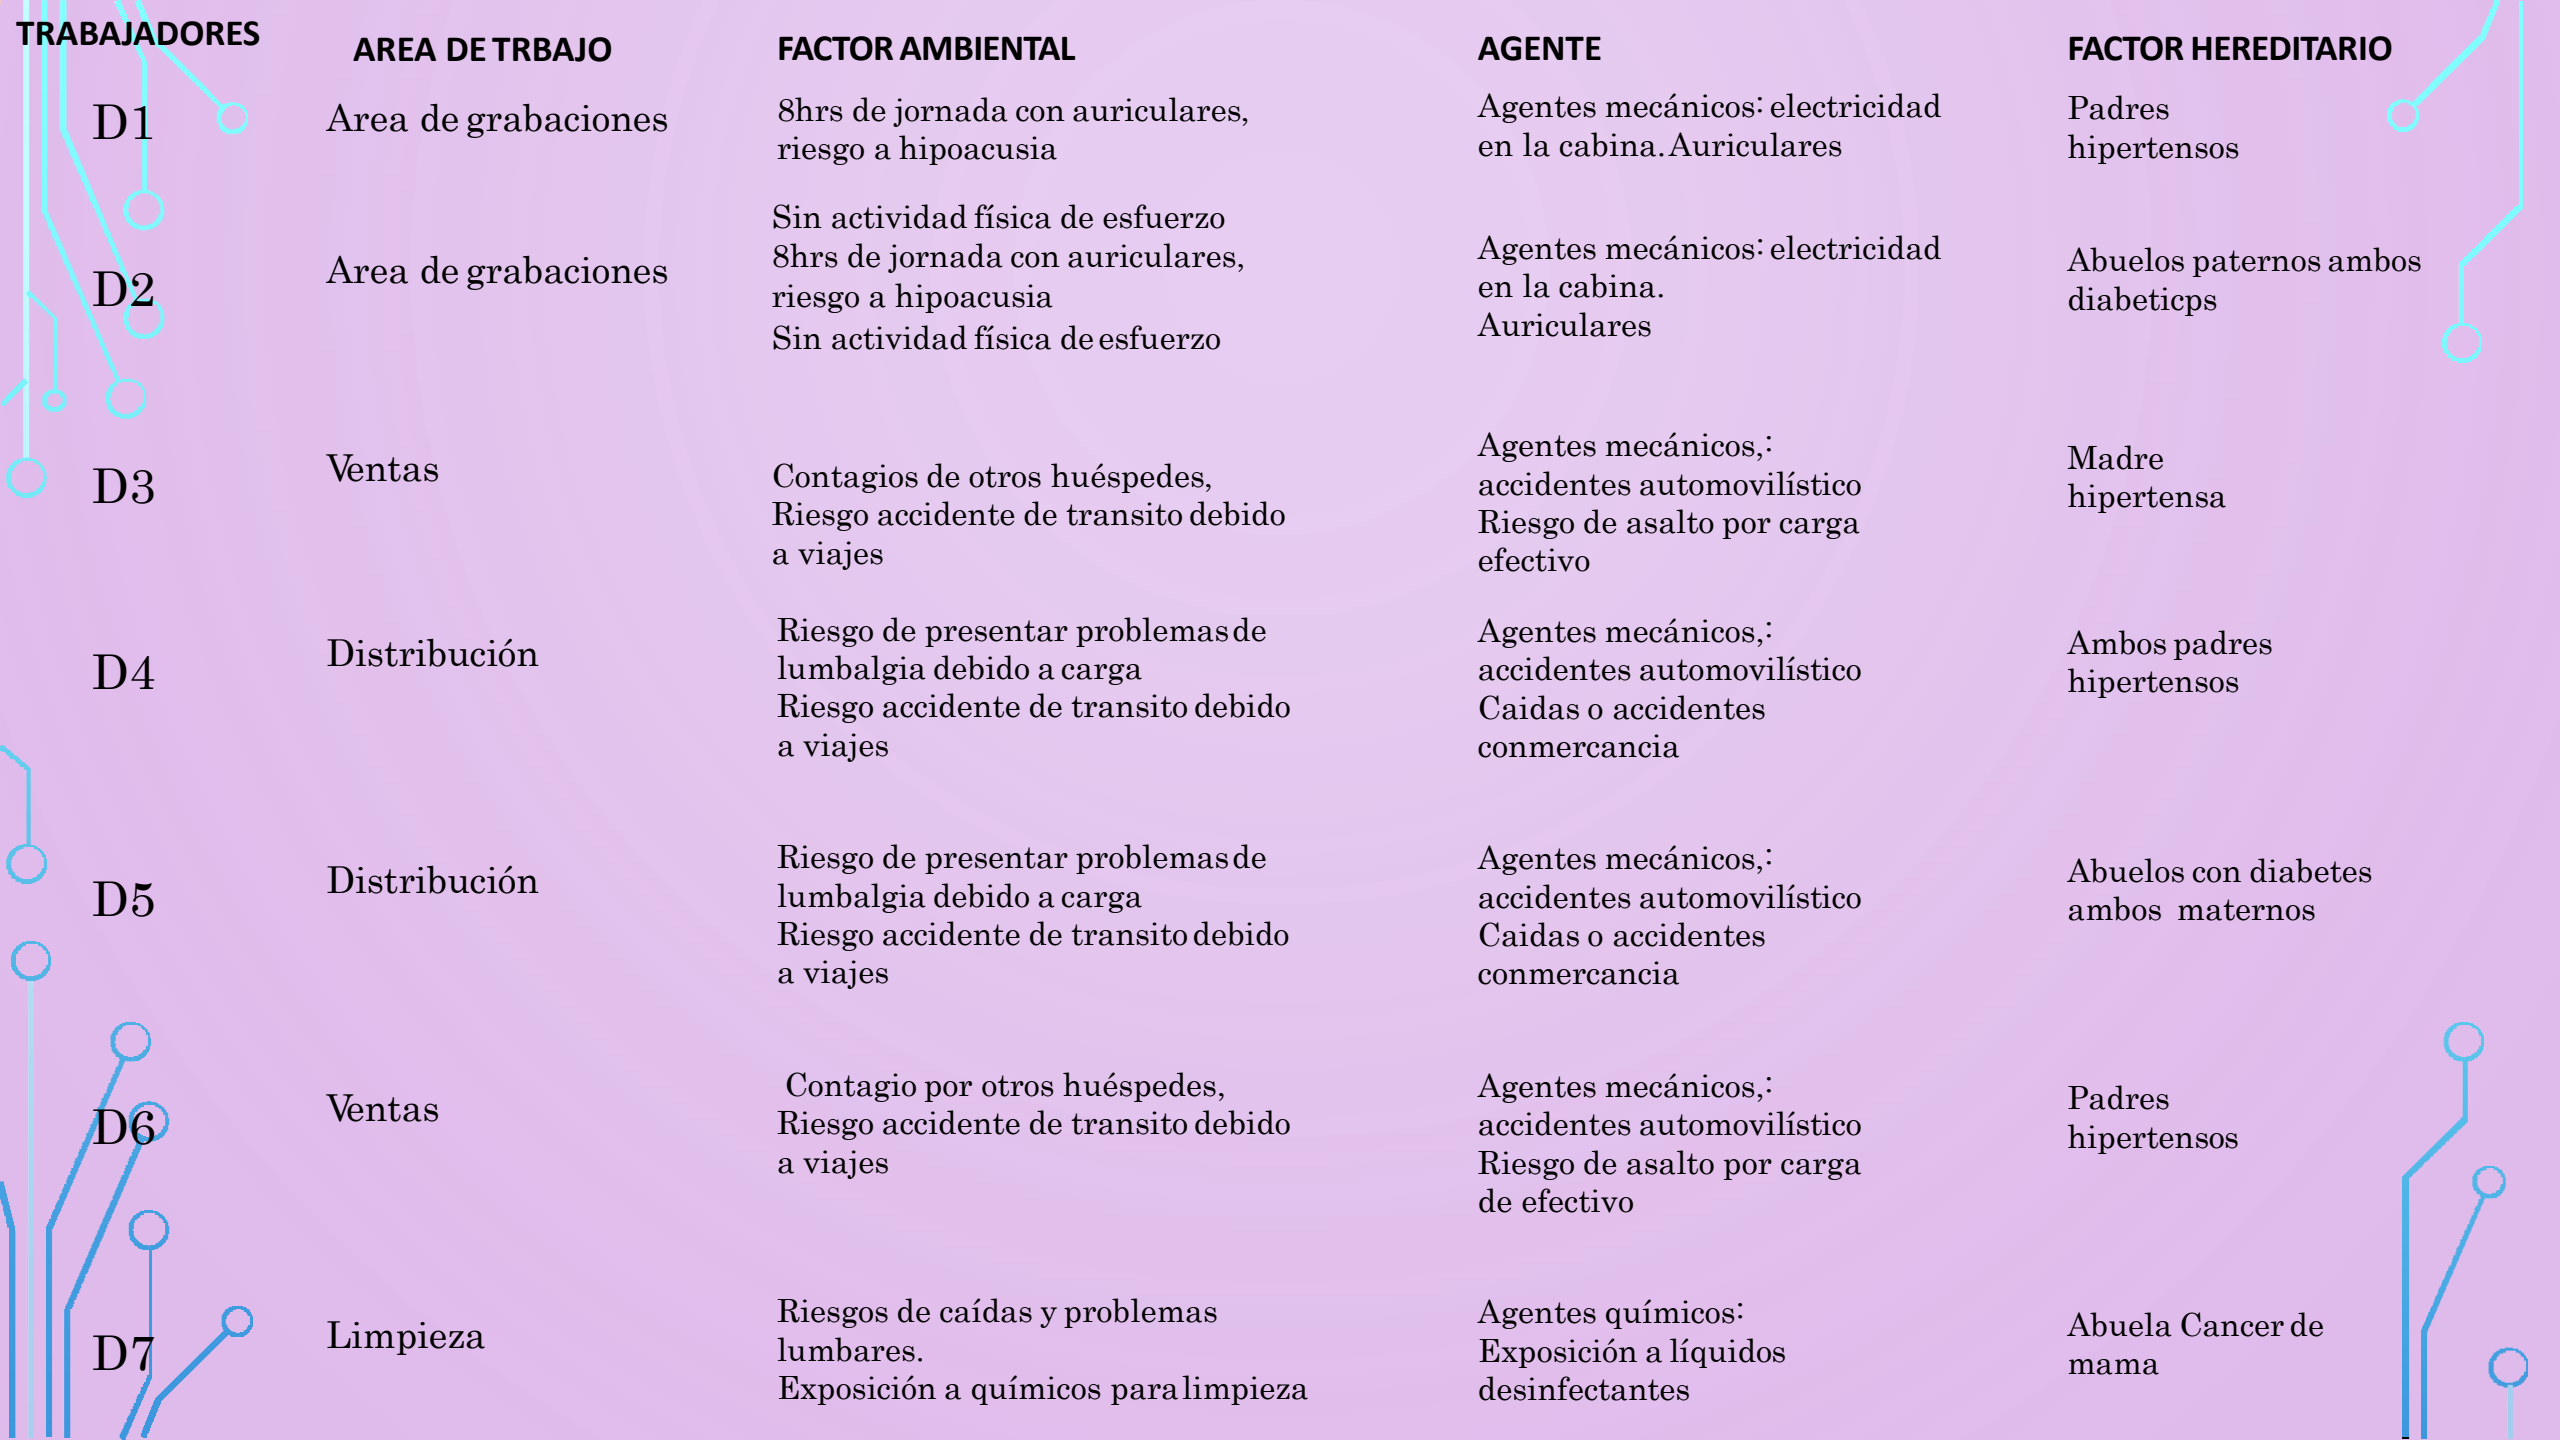 TRABAJADORES
AREA DE TRBAJO
FACTOR AMBIENTAL
AGENTE
FACTOR HEREDITARIO
D1
Area de grabaciones
8hrs de jornada con auriculares,
riesgo a hipoacusia
Agentes mecánicos: electricidad
en la cabina. Auriculares
Padres
hipertensos
D2
Area de grabaciones
Sin actividad física de esfuerzo
8hrs de jornada con auriculares,
riesgo a hipoacusia
Sin actividad física de esfuerzo
Agentes mecánicos: electricidad
en la cabina.
Auriculares
Abuelos paternos ambos
diabeticps
D3
Ventas
Contagios de otros huéspedes,
Riesgo accidente de transito debido
a viajes
Agentes mecánicos,:
accidentes automovilístico
Riesgo de asalto por carga
efectivo
Madre
hipertensa
D4
Distribución
Riesgo de presentar problemas de
lumbalgia debido a carga
Riesgo accidente de transito debido
a viajes
Agentes mecánicos,:
accidentes automovilístico
Caidas o accidentes
conmercancia
Ambos padres
hipertensos
D5
Distribución
Riesgo de presentar problemas de
lumbalgia debido a carga
Riesgo accidente de transito debido
a viajes
Agentes mecánicos,:
accidentes automovilístico
Caidas o accidentes
conmercancia
Abuelos con diabetes
ambos maternos
D6
Ventas
Contagio por otros huéspedes,
Riesgo accidente de transito debido
a viajes
Agentes mecánicos,:
accidentes automovilístico
Riesgo de asalto por carga
de efectivo
Padres
hipertensos
D7
Limpieza
Riesgos de caídas y problemas
lumbares.
Exposición a químicos para limpieza
Agentes químicos:
Exposición a líquidos
desinfectantes
Abuela Cancer de
mama